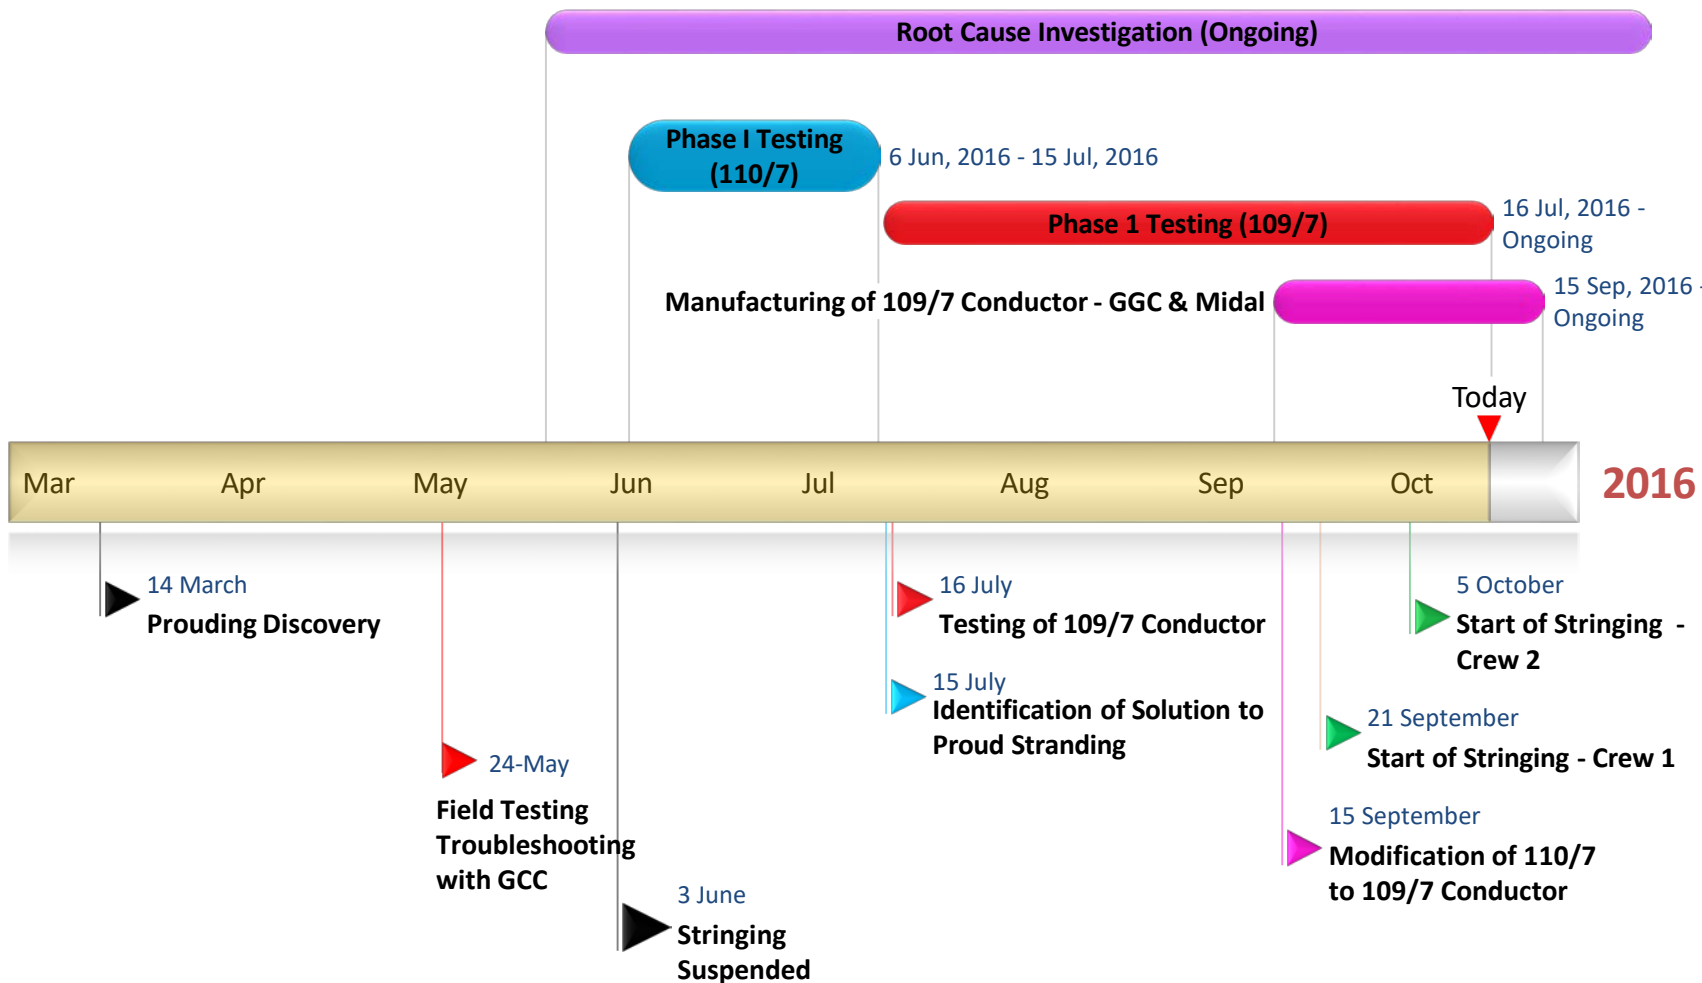 Root Cause Investigation (Ongoing)
Phase I Testing
(110/7)
6 Jun, 2016 - 15 Jul, 2016
Phase 1 Testing (109/7)
16 Jul, 2016 -
Ongoing
Manufacturing of 109/7 Conductor - GGC & Midal
15 Sep, 2016 -
Ongoing
Today
Mar Apr May Jun Jul Aug Sep Oct 2016
14 March
Prouding Discovery
16 July
Testing of 109/7 Conductor
5 October
Start of Stringing -
Crew 2
15 July
Identification of Solution to
Proud Stranding
21 September
Start of Stringing - Crew 1
24-May
Field Testing
Troubleshooting
with GCC
15 September
Modification of 110/7
to 109/7 Conductor
3 June
Stringing
Suspended